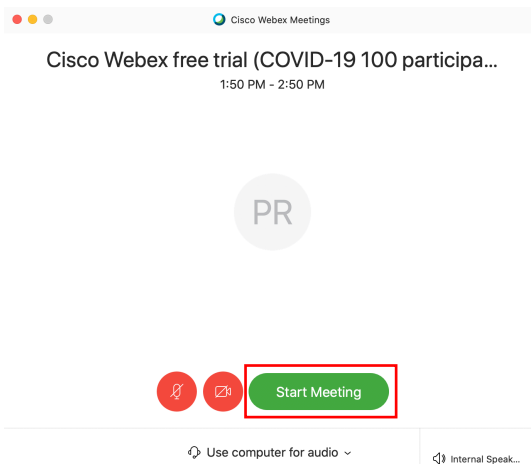 Cisco Webex Meetings
Cisco Webex free trial (COVID-19 100 participa...
1:50 PM - 2:50 PM
PR
Start Meeting
Use computer for audio
Internal Speak...